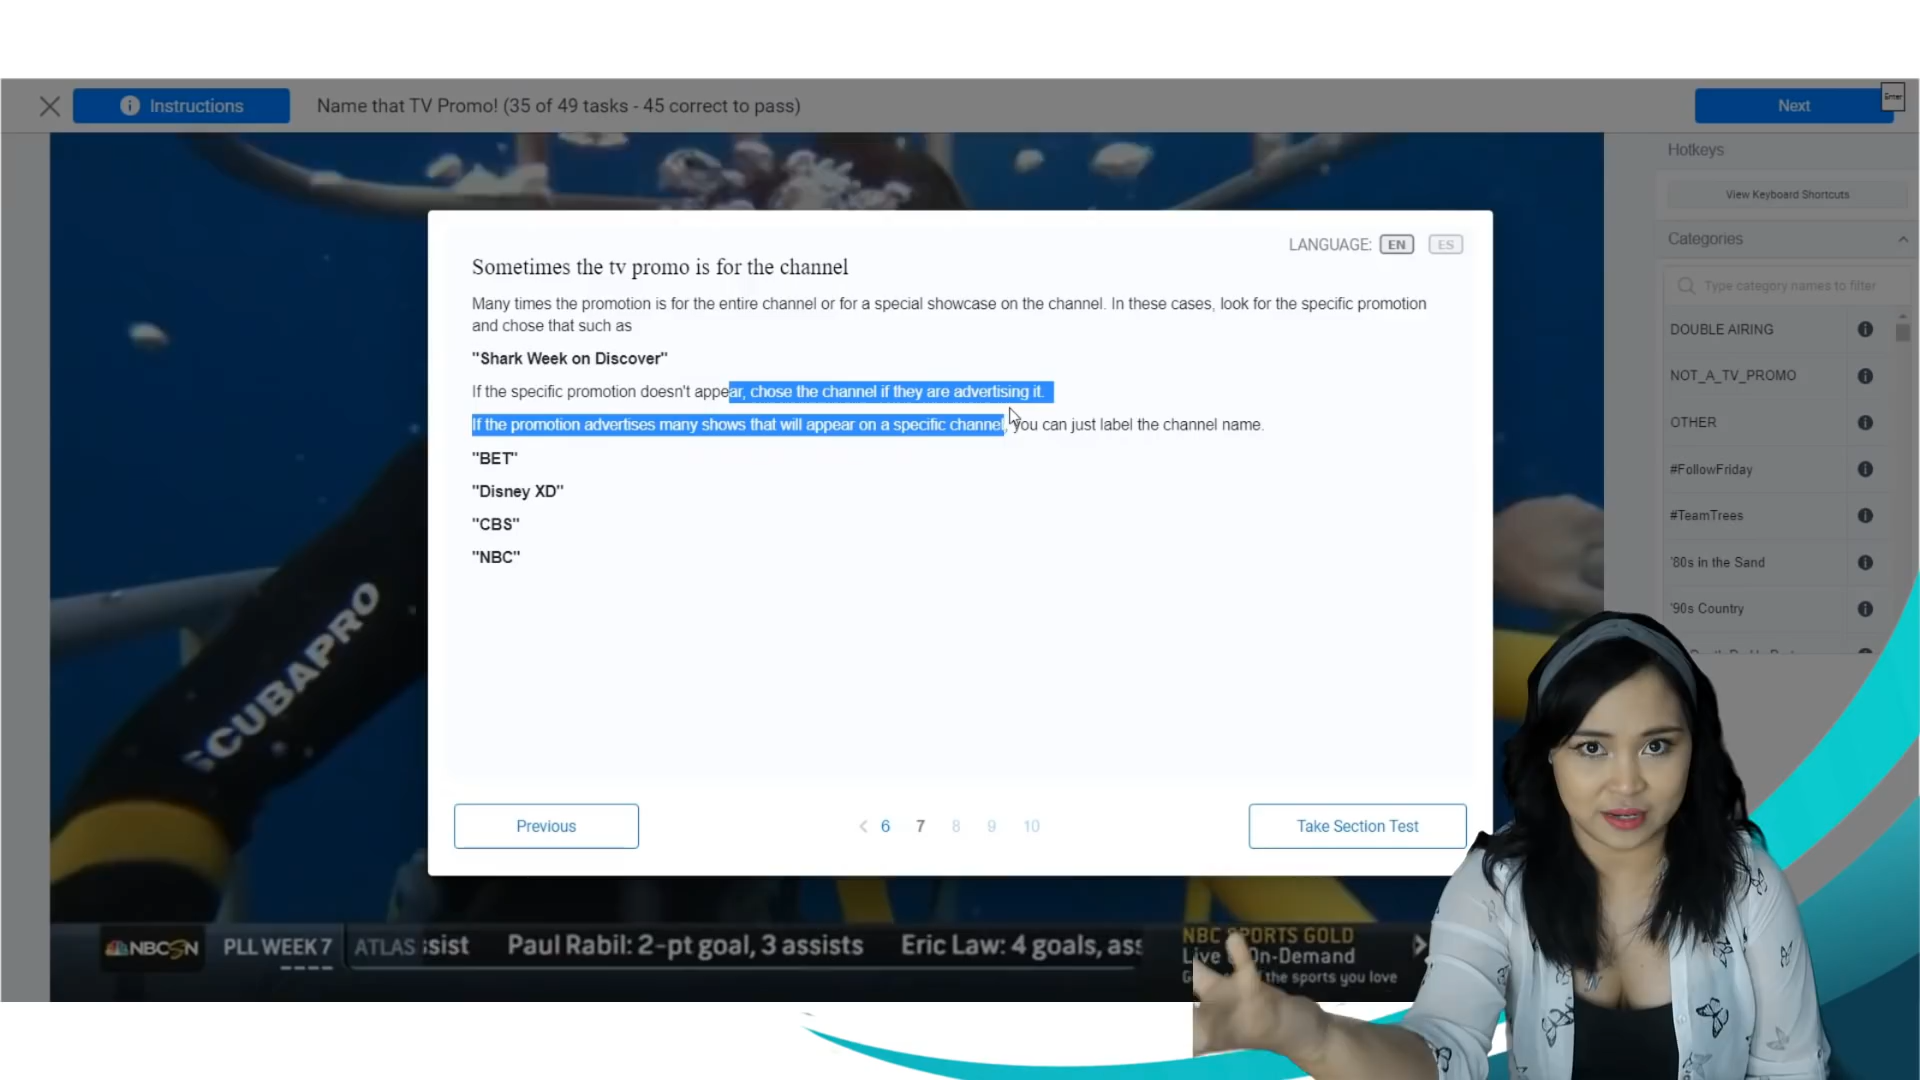 Instructions
Name that TV Promo! (35 of 49 tasks - 45 correct to pass)
Next
Enter
Hotkeys
View Keyboard Shortcuts
Categories
Type category names to filter
DOUBLE AIRING
NOT_A_TV_PROMO
OTHER
#FollowFriday
#TeamTrees
'80s in the Sand
'90s Country
LANGUAGE: EN ES
Sometimes the tv promo is for the channel
Many times the promotion is for the entire channel or for a special showcase on the channel. In these cases, look for the specific promotion
and chose that such as
"Shark Week on Discover"
If the specific promotion doesn't appear, chose the channel if they are advertising it.
If the promotion advertises many shows that will appear on a specific channel, you can just label the channel name.
"BET"
"Disney XD"
"CBS"
"NBC"
Previous
6 7 8 9 10
Take Section Test
SCUBAPRO
NBCSN
PLL WEEK 7
ATLAS
Paul Rabil: 2-pt goal, 3 assists
Eric Law: 4 goals, ass
NBC SPORTS GOLD
Live On-Demand
the sports you love